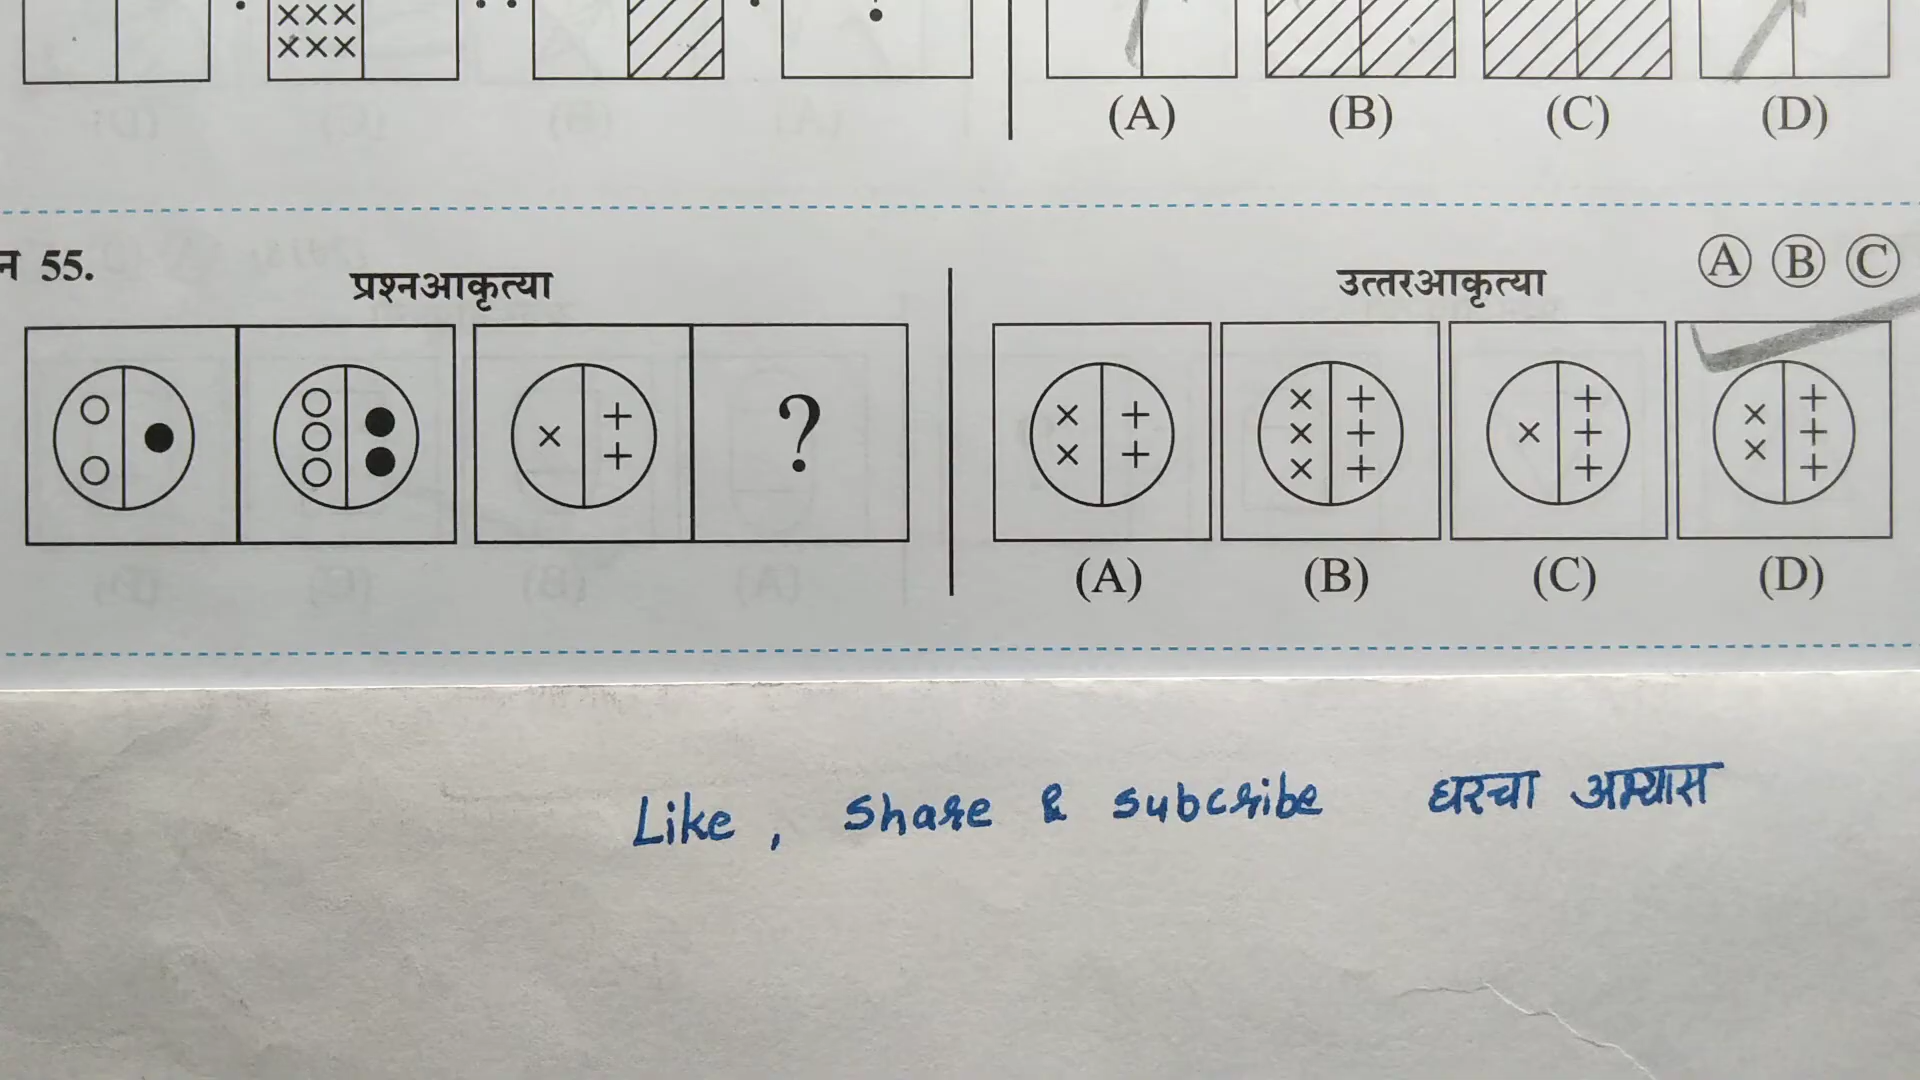 (A) (B) (C) (D)
न 55.
प्रश्नआकृत्या
उत्तरआकृत्या
A B C
?
(A) (B) (C) (D)
Like, Share & subcribe घरचा अभ्यास